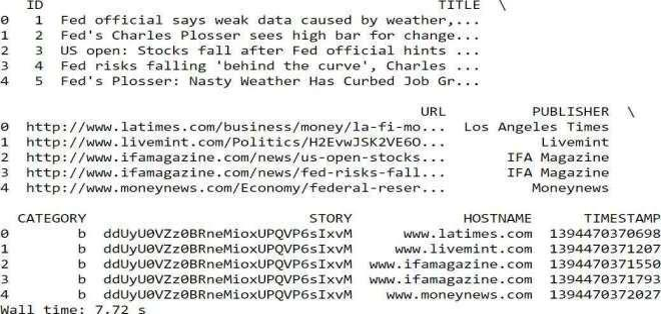 ID TITLE \
0 1 Fed official says weak data caused by weather,...
1 2 Fed's Charles Plosser sees high bar for change...
2 3 US open: Stocks fall after Fed official hints ...
3 4 Fed risks falling 'behind the curve', Charles ...
4 5 Fed's Plosser: Nasty Weather Has Curbed Job Gr...
URL PUBLISHER \
0 http://www.latimes.com/business/money/la-fi-mo... Los Angeles Times
1 http://www.livemint.com/Politics/H2EvwJSK2VE6O... Livemint
2 http://www.ifamagazine.com/news/us-open-stocks... IFA Magazine
3 http://www.ifamagazine.com/news/fed-risks-fall... IFA Magazine
4 http://www.moneynews.com/Economy/federal-reser... Moneynews
CATEGORY STORY HOSTNAME TIMESTAMP
0 b ddUyU0VZz0BRneMioxUPQVP6sIxvM www.latimes.com 1394470370698
1 b ddUyU0VZz0BRneMioxUPQVP6sIxvM www.livemint.com 1394470371207
2 b ddUyU0VZz0BRneMioxUPQVP6sIxvM www.ifamagazine.com 1394470371550
3 b ddUyU0VZz0BRneMioxUPQVP6sIxvM www.ifamagazine.com 1394470371793
4 b ddUyU0VZz0BRneMioxUPQVP6sIxvM www.moneynews.com 1394470372027
Wall time: 7.72 s